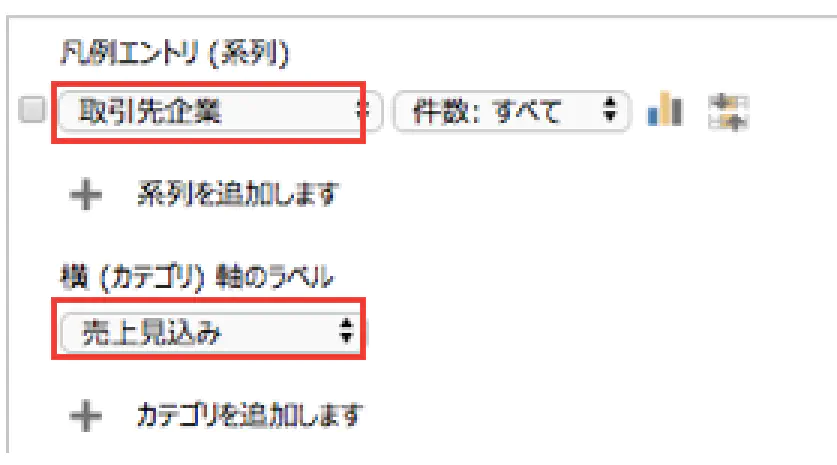 凡例エントリ (系列)
取引先企業 件数: すべて
系列を追加します
横 (カテゴリ) 軸のラベル
売上見込み
カテゴリを追加します